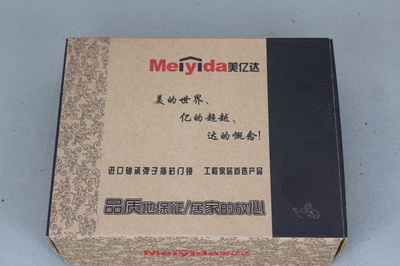 Meiyida美亿达
美的世界、
亿的超越、
达的概念!
进口轴承弹子插芯门锁 工程家居首选产品
品质地保证/居家的放心
Meiyida美亿达